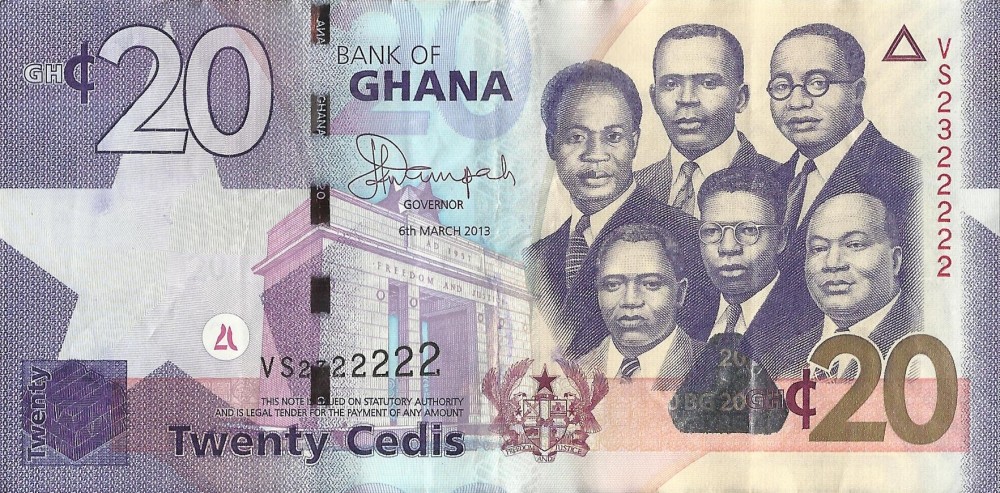 GH¢20
BANK OF
GHANA
20
GOVERNOR
6th MARCH 2013
AD 1957
FREEDOM AND JUSTICE
VS2322222
THIS NOTE ISSUED ON STATUTORY AUTHORITY
AND IS LEGAL TENDER FOR THE PAYMENT OF ANY AMOUNT
Twenty Cedis
Twenty
GHANA
20
VS2322222
20
GH¢20
FREEDOM AND JUSTICE